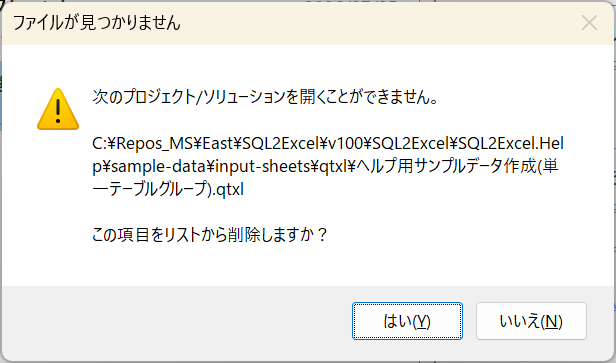 ファイルが見つかりません
次のプロジェクト/ソリューションを開くことができません。
C:¥Repos_MS¥East¥SQL2Excel¥v100¥SQL2Excel¥SQL2Excel.Hel
p¥sample-data¥input-sheets¥qtxl¥ヘルプ用サンプルデータ作成(単
一テーブルグループ).qtxl
この項目をリストから削除しますか？
はい(Y)
いいえ(N)